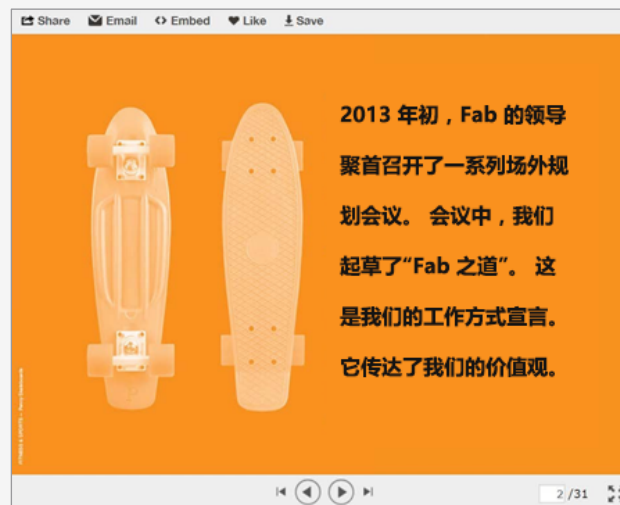 Share Email Embed Like Save
2013 年初，Fab 的领导
聚首召开了一系列场外规
划会议。 会议中，我们
起草了“Fab 之道”。 这
是我们的工作方式宣言。
它传达了我们的价值观。
2 /31